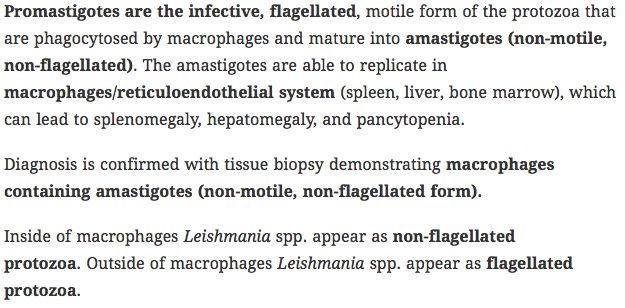 Promastigotes are the infective, flagellated, motile form of the protozoa that
are phagocytosed by macrophages and mature into amastigotes (non-motile,
non-flagellated). The amastigotes are able to replicate in
macrophages/reticuloendothelial system (spleen, liver, bone marrow), which
can lead to splenomegaly, hepatomegaly, and pancytopenia.
Diagnosis is confirmed with tissue biopsy demonstrating macrophages
containing amastigotes (non-motile, non-flagellated form).
Inside of macrophages Leishmania spp. appear as non-flagellated
protozoa. Outside of macrophages Leishmania spp. appear as flagellated
protozoa.